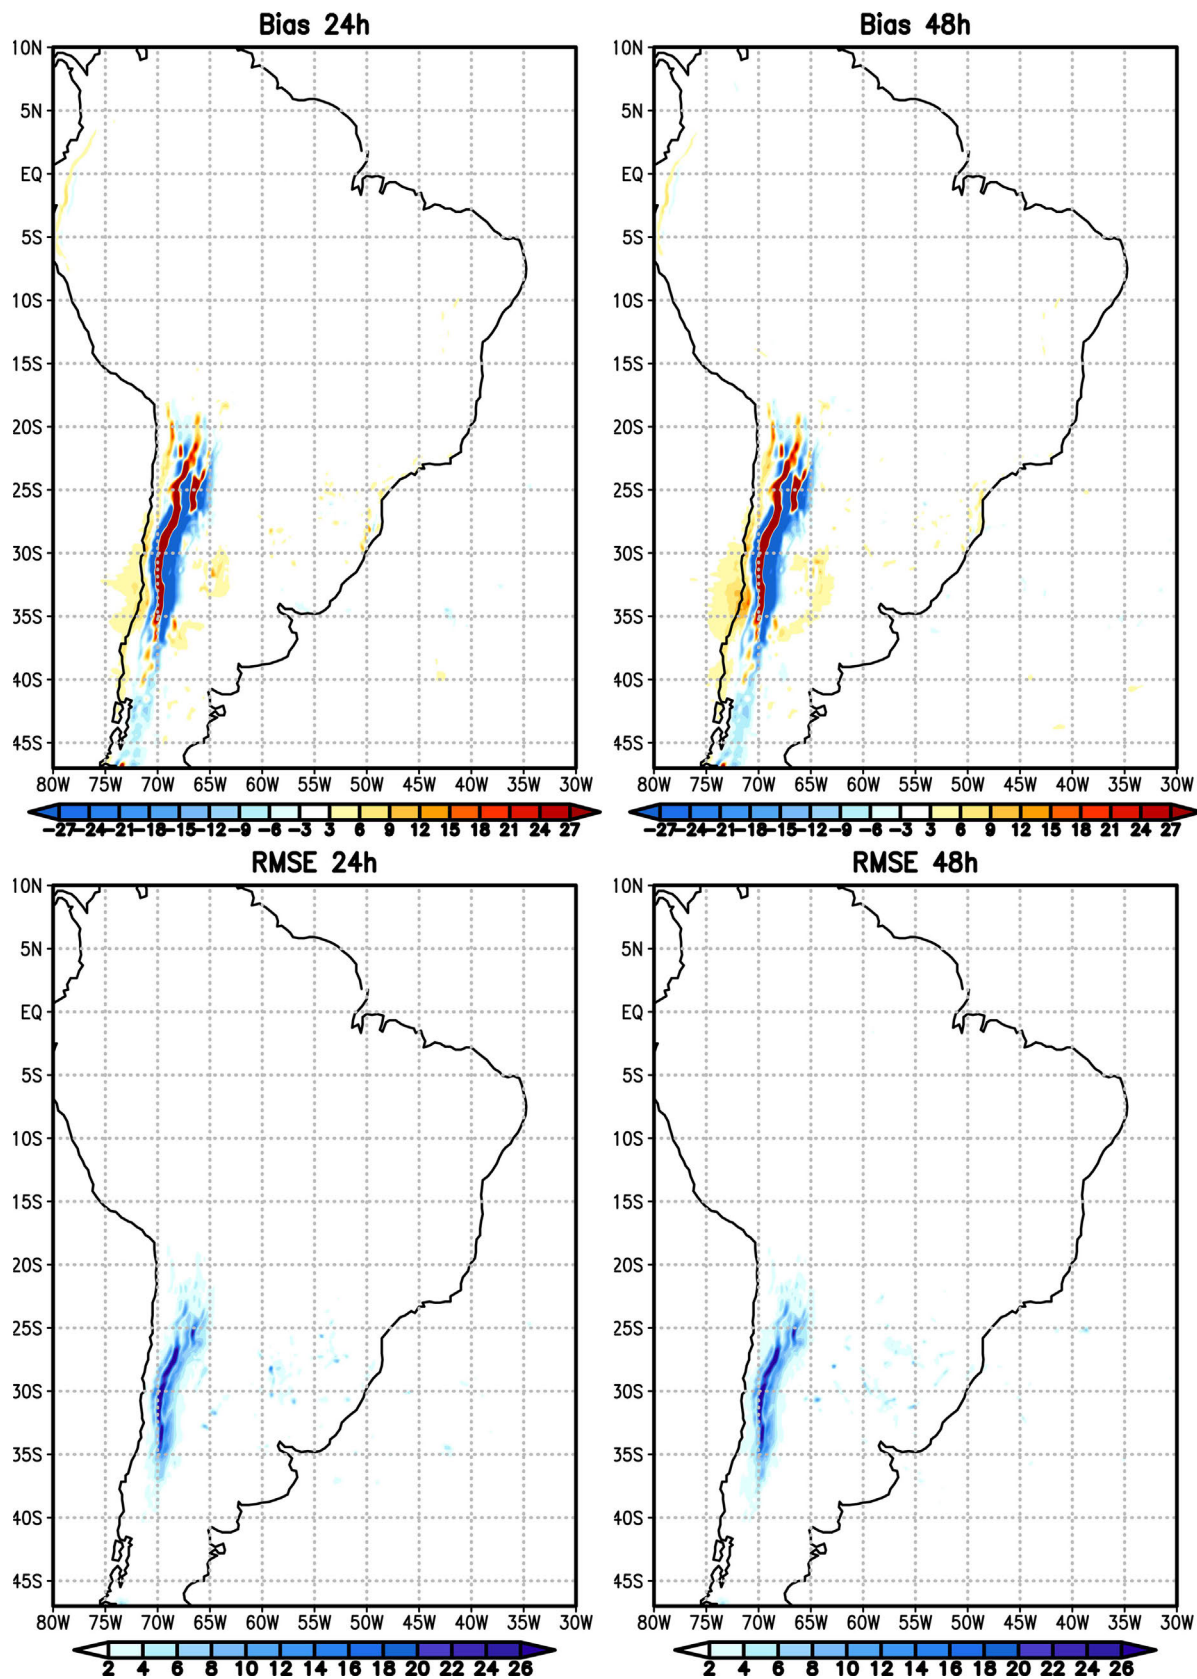 Bias 24h
Bias 48h
10N
5N
EQ
5S
10S
15S
20S
25S
30S
35S
40S
45S
80W 75W 70W 65W 60W 55W 50W 45W 40W 35W 30W
-27 -24 -21 -18 -15 -12 -9 -6 -3 3 6 9 12 15 18 21 24 27
10N
5N
EQ
5S
10S
15S
20S
25S
30S
35S
40S
45S
80W 75W 70W 65W 60W 55W 50W 45W 40W 35W 30W
-27 -24 -21 -18 -15 -12 -9 -6 -3 3 6 9 12 15 18 21 24 27
RMSE 24h
RMSE 48h
10N
5N
EQ
5S
10S
15S
20S
25S
30S
35S
40S
45S
80W 75W 70W 65W 60W 55W 50W 45W 40W 35W 30W
2 4 6 8 10 12 14 16 18 20 22 24 26
10N
5N
EQ
5S
10S
15S
20S
25S
30S
35S
40S
45S
80W 75W 70W 65W 60W 55W 50W 45W 40W 35W 30W
2 4 6 8 10 12 14 16 18 20 22 24 26